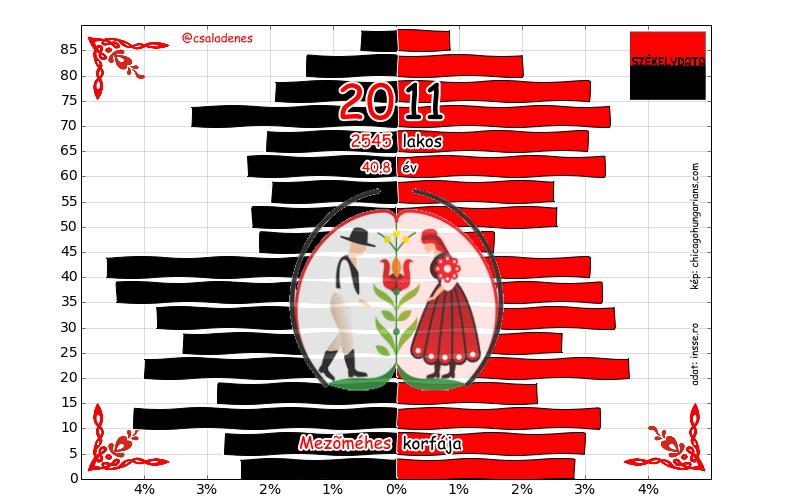 @csaladenes
SZÉKELYDATA
2011
2545 lakos
40.8 év
kép: chicagohungarians.com
adat: insse.ro
Mezõméhes korfája
85
80
75
70
65
60
55
50
45
40
35
30
25
20
15
10
5
0
4% 3% 2% 1% 0% 1% 2% 3% 4%